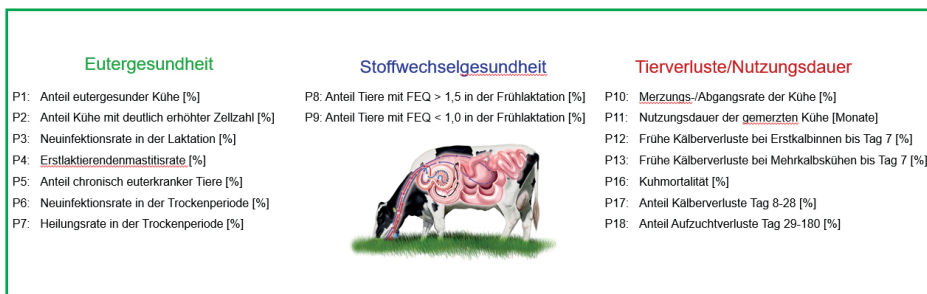 Eutergesundheit
P1: Anteil eutergesunder Kühe [%]
P2: Anteil Kühe mit deutlich erhöhter Zellzahl [%]
P3: Neuinfektionsrate in der Laktation [%]
P4: Erstlaktierendenmastitisrate [%]
P5: Anteil chronisch euterkranker Tiere [%]
P6: Neuinfektionsrate in der Trockenperiode [%]
P7: Heilungsrate in der Trockenperiode [%]
Stoffwechselgesundheit
P8: Anteil Tiere mit FEQ > 1,5 in der Frühlaktation [%]
P9: Anteil Tiere mit FEQ < 1,0 in der Frühlaktation [%]
Tierverluste/Nutzungsdauer
P10: Merzungs-/Abgangsrate der Kühe [%]
P11: Nutzungsdauer der gemerzten Kühe [Monate]
P12: Frühe Kälberverluste bei Erstkalbinnen bis Tag 7 [%]
P13: Frühe Kälberverluste bei Mehrkalbskühen bis Tag 7 [%]
P16: Kuhmortalität [%]
P17: Anteil Kälberverluste Tag 8-28 [%]
P18: Anteil Aufzuchtverluste Tag 29-180 [%]